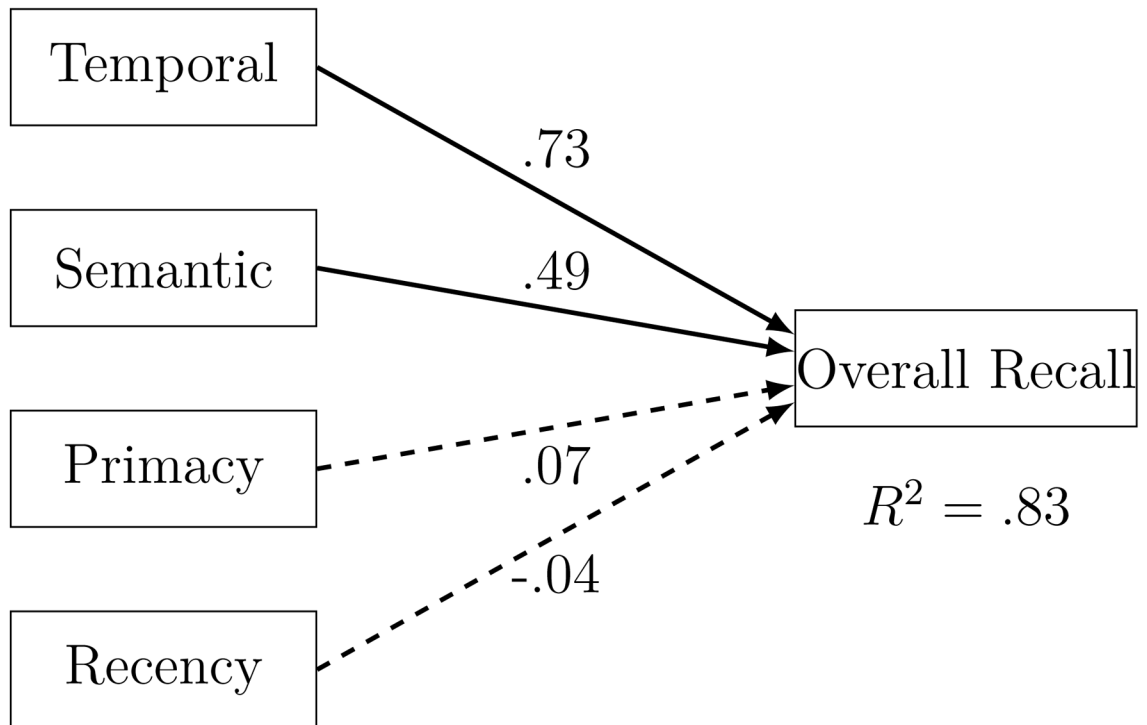 Temporal
.73
Semantic
.49
Overall Recall
Primacy
.07
R² = .83
-.04
Recency